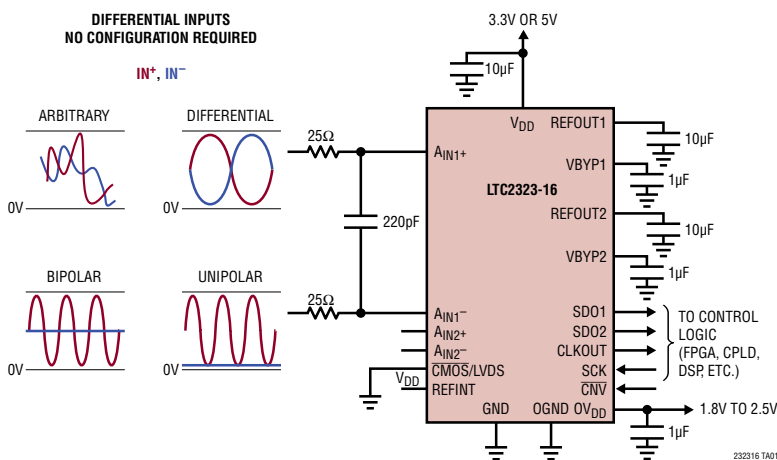 DIFFERENTIAL INPUTS
NO CONFIGURATION REQUIRED
IN+, IN−
ARBITRARY
DIFFERENTIAL
0V
0V
BIPOLAR
UNIPOLAR
0V
0V
25Ω
220pF
25Ω
3.3V OR 5V
10µF
VDD
AIN1+
LTC2323-16
AIN1−
AIN2+
AIN2−
CMOS/LVDS
VDD
REFINT
GND
OGND
OVDD
REFOUT1
10µF
VBYP1
1µF
REFOUT2
10µF
VBYP2
1µF
SDO1
SDO2
CLKOUT
SCK
CNV
TO CONTROL
LOGIC
(FPGA, CPLD,
DSP, ETC.)
1.8V TO 2.5V
1µF
232316 TA01